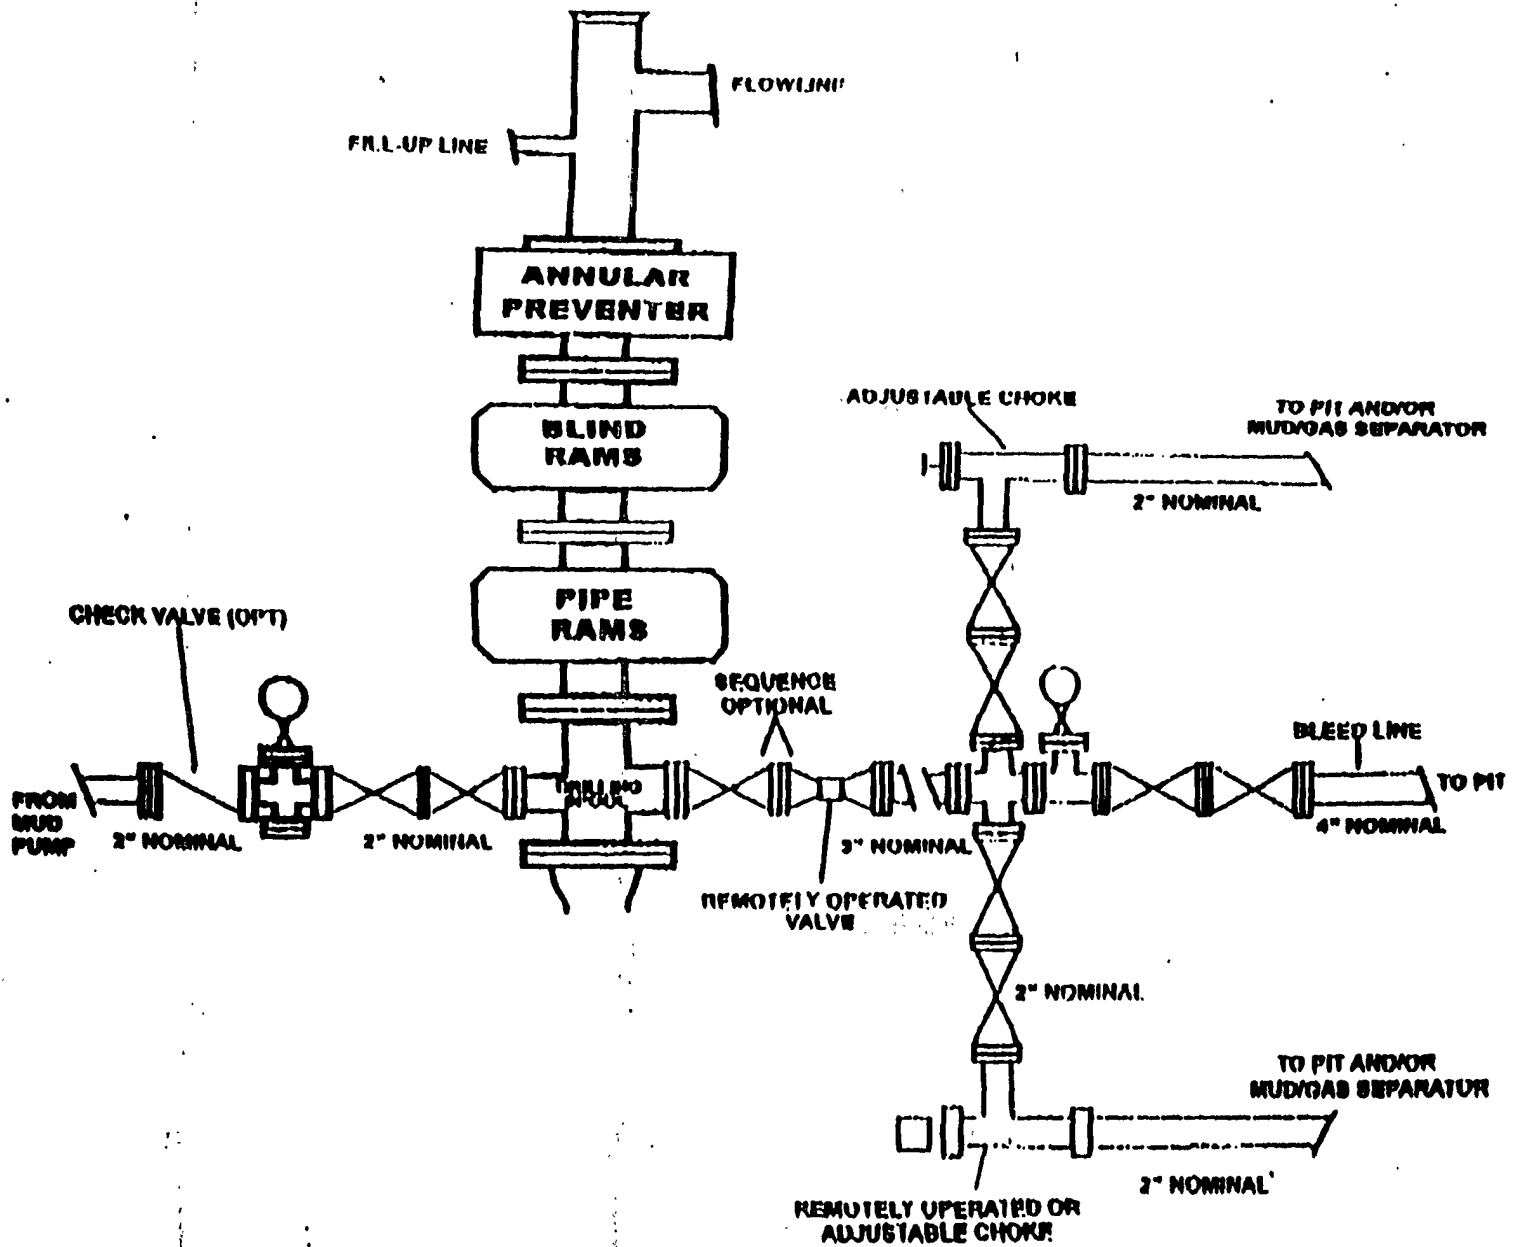 FLOWLINE
FILL-UP LINE
ANNULAR
PREVENTER
BLIND
RAMS
PIPE
RAMS
ADJUSTABLE CHOKE
TO PIT AND/OR
MUD/GAS SEPARATOR
2" NOMINAL
CHECK VALVE (OPT)
SEQUENCE
OPTIONAL
BLEED LINE
TO PIT
4" NOMINAL
FROM
MUD
PUMP
2" NOMINAL
2" NOMINAL
DRILLING
SPOOL
3" NOMINAL
REMOTELY OPERATED
VALVE
2" NOMINAL
TO PIT AND/OR
MUD/GAS SEPARATOR
2" NOMINAL
REMOTELY OPERATED OR
ADJUSTABLE CHOKE